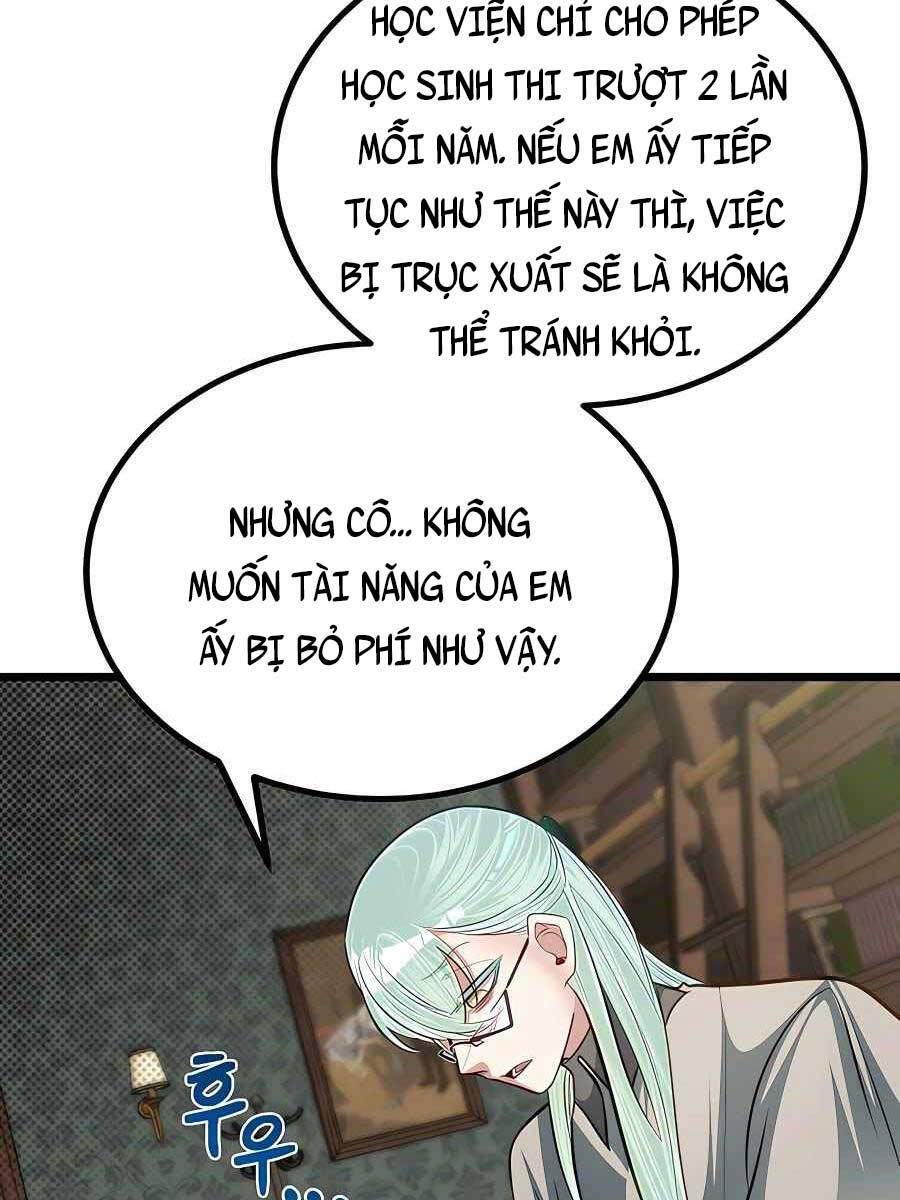 HỌC VIỆN CHỈ CHO PHÉP
HỌC SINH THI TRƯỢT 2 LẦN
MỖI NĂM. NẾU EM ẤY TIẾP
TỤC NHƯ THẾ NÀY THÌ, VIỆC
BỊ TRỤC XUẤT SẼ LÀ KHÔNG
THỂ TRÁNH KHỎI.
NHƯNG CÔ... KHÔNG
MUỐN TÀI NĂNG CỦA EM
ẤY BỊ BỎ PHÍ NHƯ VẬY.
후우...